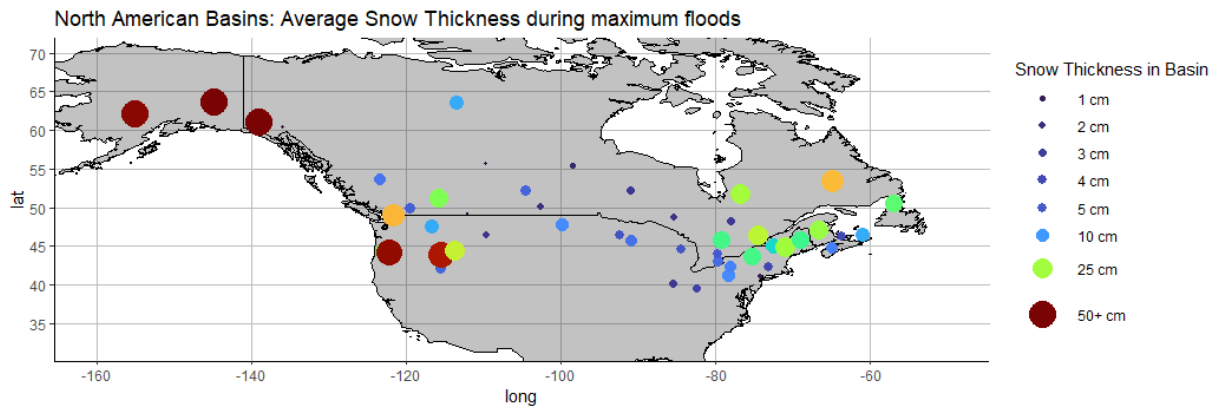 North American Basins: Average Snow Thickness during maximum floods
70
65
60
55
50
45
40
35
lat
-160 -140 -120 -100 -80 -60
long
Snow Thickness in Basin
1 cm
2 cm
3 cm
4 cm
5 cm
10 cm
25 cm
50+ cm